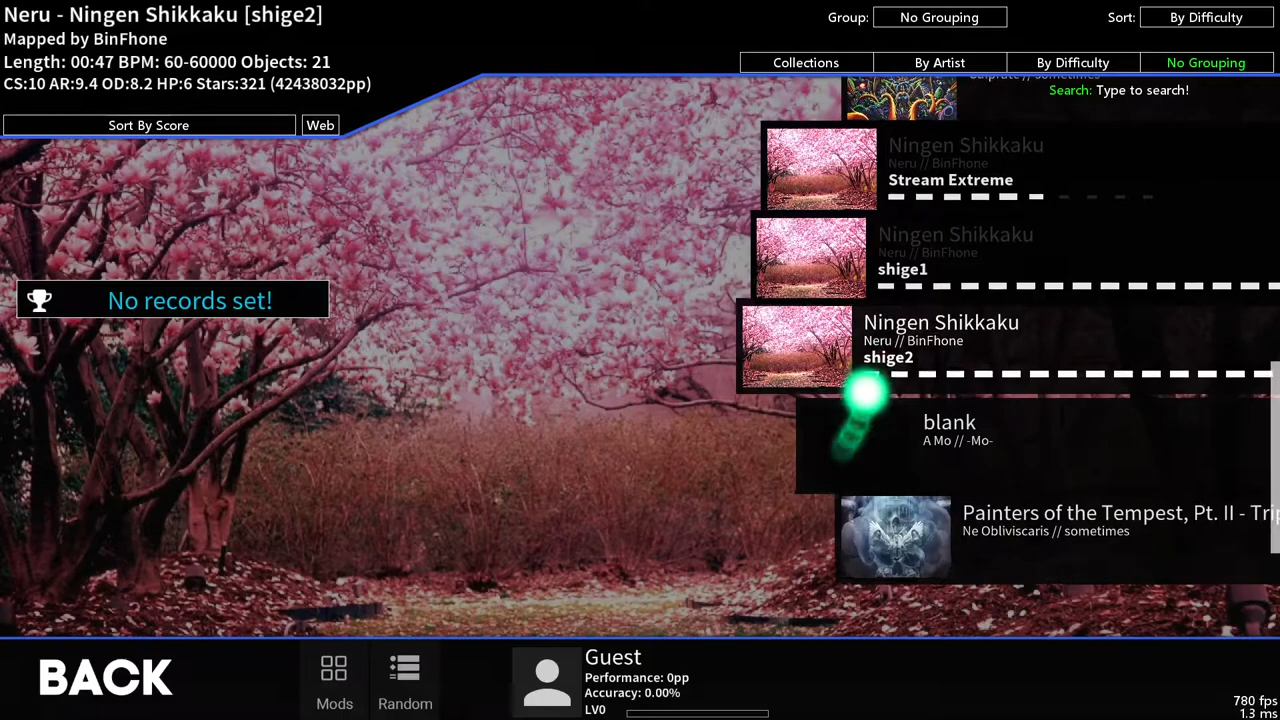 Neru - Ningen Shikkaku [shige2]
Mapped by BinFhone
Length: 00:47 BPM: 60-60000 Objects: 21
CS:10 AR:9.4 OD:8.2 HP:6 Stars:321 (42438032pp)
Sort By Score
Web
Group:
No Grouping
Sort:
By Difficulty
Collections
By Artist
By Difficulty
No Grouping
Search: Type to search!
No records set!
Ningen Shikkaku
Neru // BinFhone
Stream Extreme
Ningen Shikkaku
Neru // BinFhone
shige1
Ningen Shikkaku
Neru // BinFhone
shige2
blank
A Mo // -Mo-
Painters of the Tempest, Pt. II - Tri
Ne Obliviscaris // sometimes
BACK
Mods
Random
Guest
Performance: 0pp
Accuracy: 0.00%
LV0
780 fps
1.3 ms